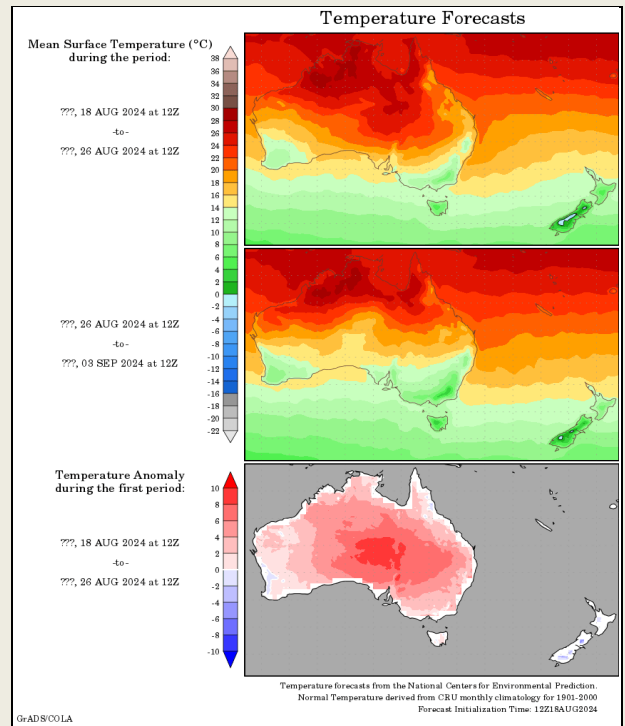 Temperature Forecasts
Mean Surface Temperature (°C)
during the period:
???, 18 AUG 2024 at 12Z
-to-
???, 26 AUG 2024 at 12Z
38
36
34
32
30
28
26
24
22
20
18
16
14
12
10
8
6
4
2
0
-2
-4
-6
-8
-10
-12
-14
-16
-18
-20
-22
???, 26 AUG 2024 at 12Z
-to-
???, 03 SEP 2024 at 12Z
Temperature Anomaly
during the first period:
???, 18 AUG 2024 at 12Z
-to-
???, 26 AUG 2024 at 12Z
10
8
6
4
2
0
-2
-4
-6
-8
-10
Temperature forecasts from the National Centers for Environmental Prediction.
Normal Temperature derived from CRU monthly climatology for 1901-2000
Forecast Initialization Time: 12Z18AUG2024
GrADS/COLA